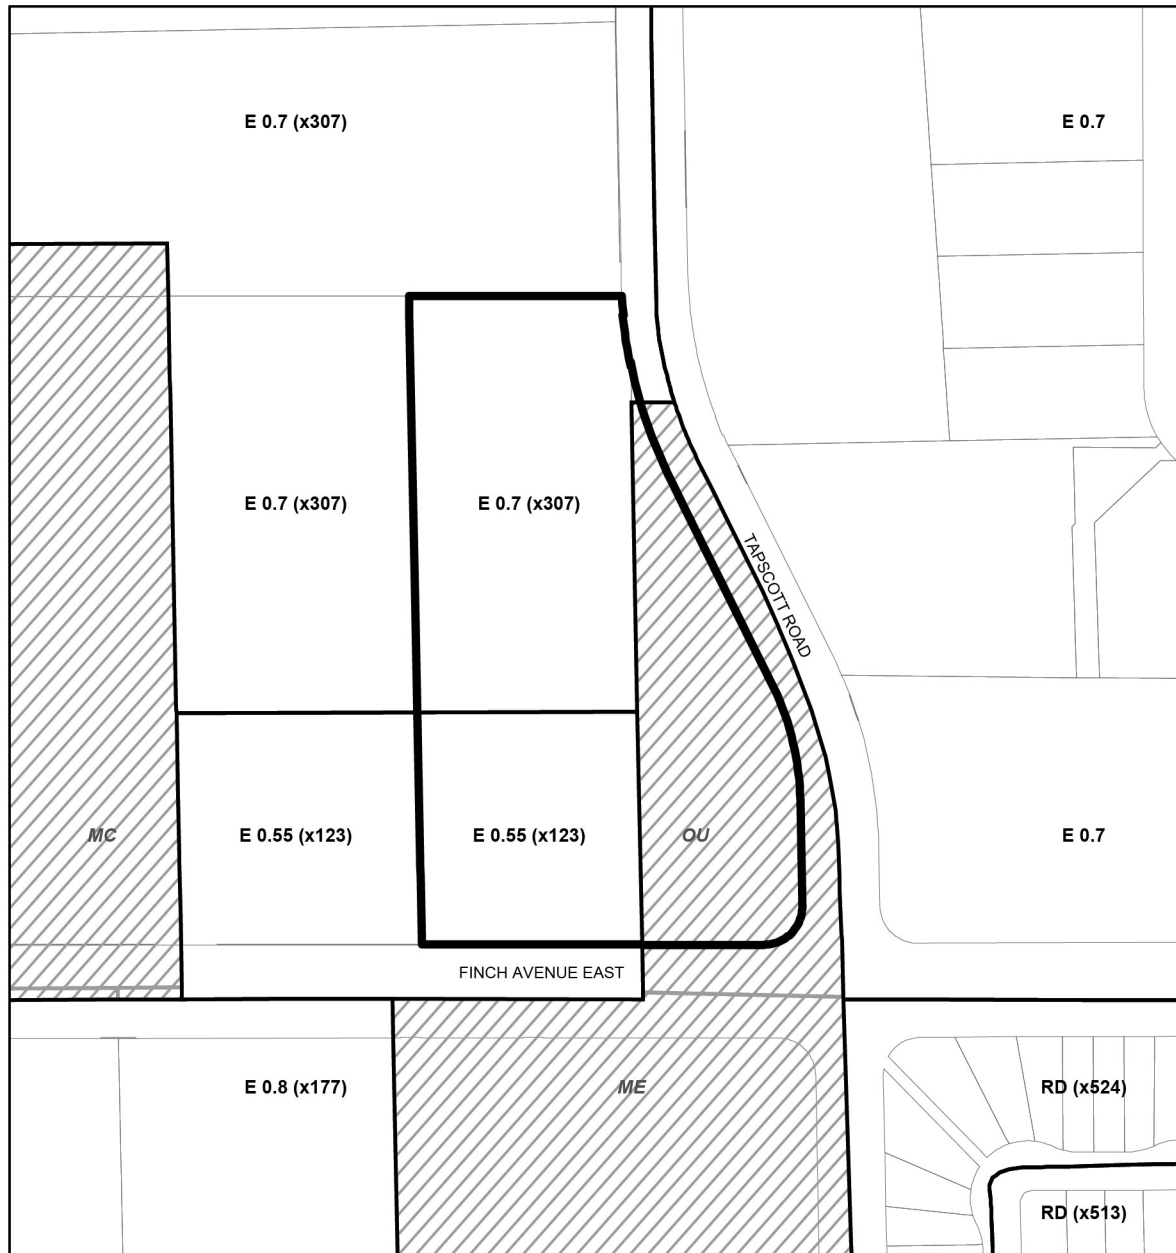 E 0.7 (x307)
E 0.7
E 0.7 (x307)
E 0.7 (x307)
TAPSCOTT ROAD
MC
E 0.55 (x123)
E 0.55 (x123)
OU
E 0.7
FINCH AVENUE EAST
E 0.8 (x177)
ME
RD (x524)
RD (x513)